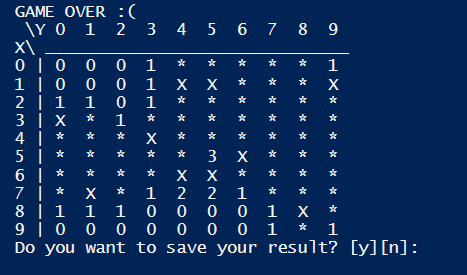 GAME OVER :(
\Y 0 1 2 3 4 5 6 7 8 9
X\ ______________________________
0 | 0 0 0 1 * * * * * 1
1 | 0 0 0 1 X X * * * X
2 | 1 1 0 1 * * * * * *
3 | X * 1 * * * * * * *
4 | * * * X * * * * * *
5 | * * * * * 3 X * * *
6 | * * * * X X * * * *
7 | * X * 1 2 2 1 * * *
8 | 1 1 1 0 0 0 0 1 X *
9 | 0 0 0 0 0 0 0 1 * 1
Do you want to save your result? [y][n]: